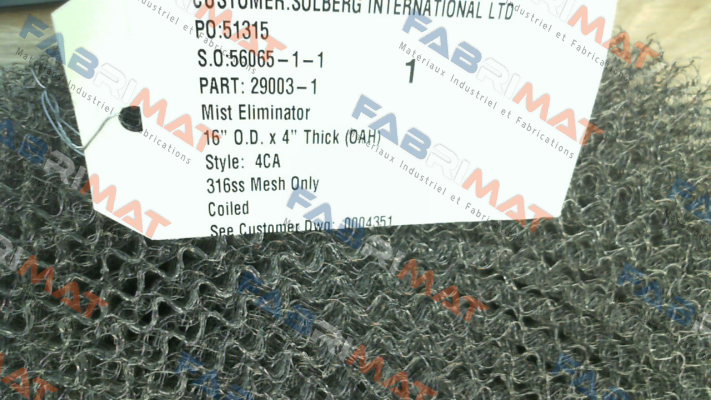 CUSTOMER:SOLBERG INTERNATIONAL LTD
PO:51315
S.O:56065-1-1
1
PART: 29003-1
Mist Eliminator
16" O.D. x 4" Thick (OAH)
Style: 4CA
316ss Mesh Only
Coiled
See Customer Dwg: 0004351
FABRIMAT
Materiaux Industriel et Fabrications